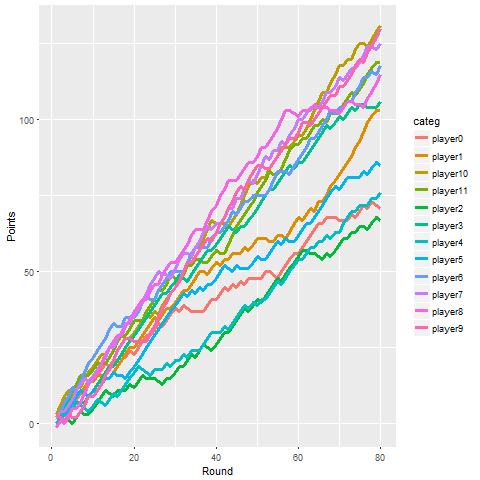 100
50
0
Points
0
20
40
60
80
Round
categ
player0
player1
player10
player11
player2
player3
player4
player5
player6
player7
player8
player9